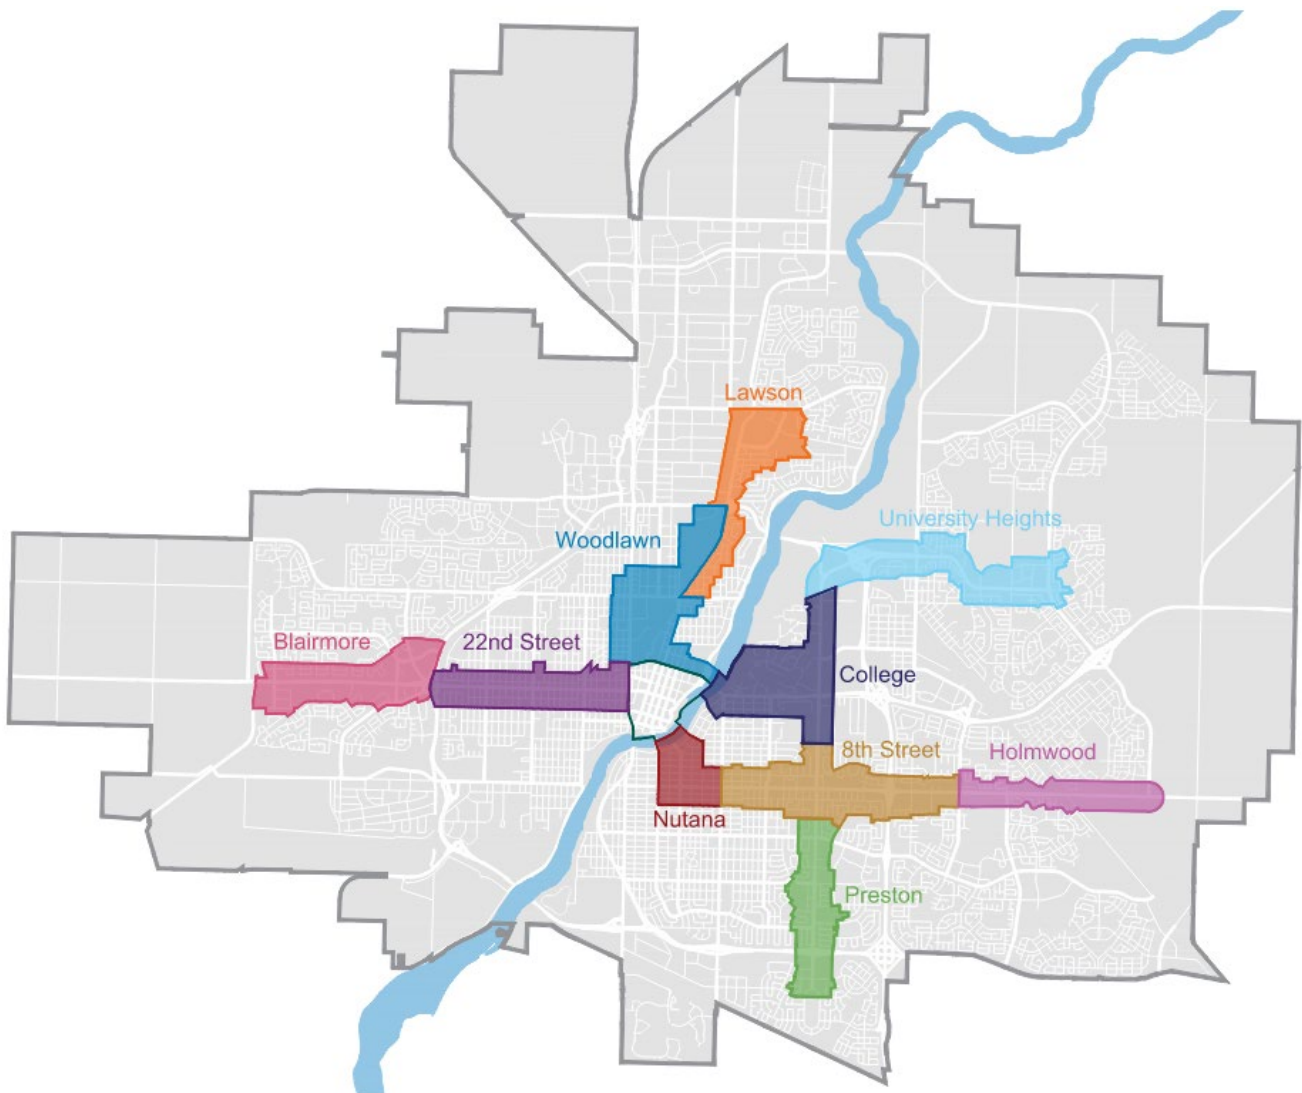 Lawson
University Heights
Woodlawn
Blairmore
22nd Street
College
8th Street
Holmwood
Nutana
Preston